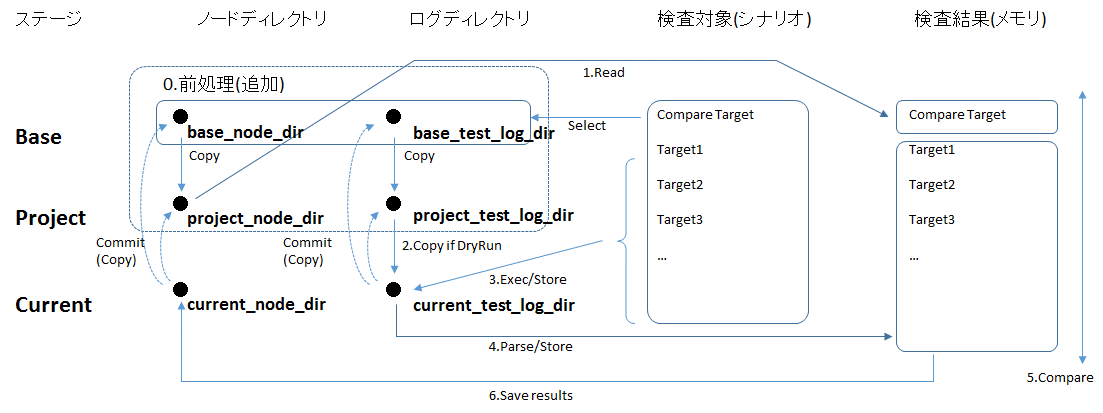 ステージ
ノードディレクトリ
ログディレクトリ
検査対象(シナリオ)
検査結果(メモリ)
0.前処理(追加)
1.Read
Base
base_node_dir
base_test_log_dir
Select
Compare Target
Compare Target
Copy
Copy
Target1
Target1
Target2
Target2
Project
project_node_dir
project_test_log_dir
Target3
Target3
Commit
(Copy)
Commit
(Copy)
2.Copy if DryRun
...
...
3.Exec/Store
Current
current_node_dir
current_test_log_dir
4.Parse/Store
5.Compare
6.Save results